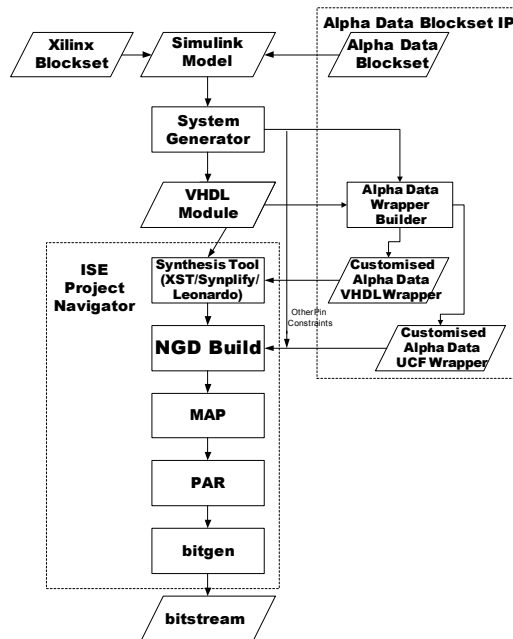 Alpha Data Blockset IP
Xilinx
Blockset
Simulink
Model
Alpha Data
Blockset
System
Generator
VHDL
Module
Alpha Data
Wrapper
Builder
ISE
Project
Navigator
Synthesis Tool
(XST/Synplify/
Leonardo)
Customised
Alpha Data
VHDL Wrapper
Other Pin
Constraints
NGD Build
Customised
Alpha Data
UCF Wrapper
MAP
PAR
bitgen
bitstream